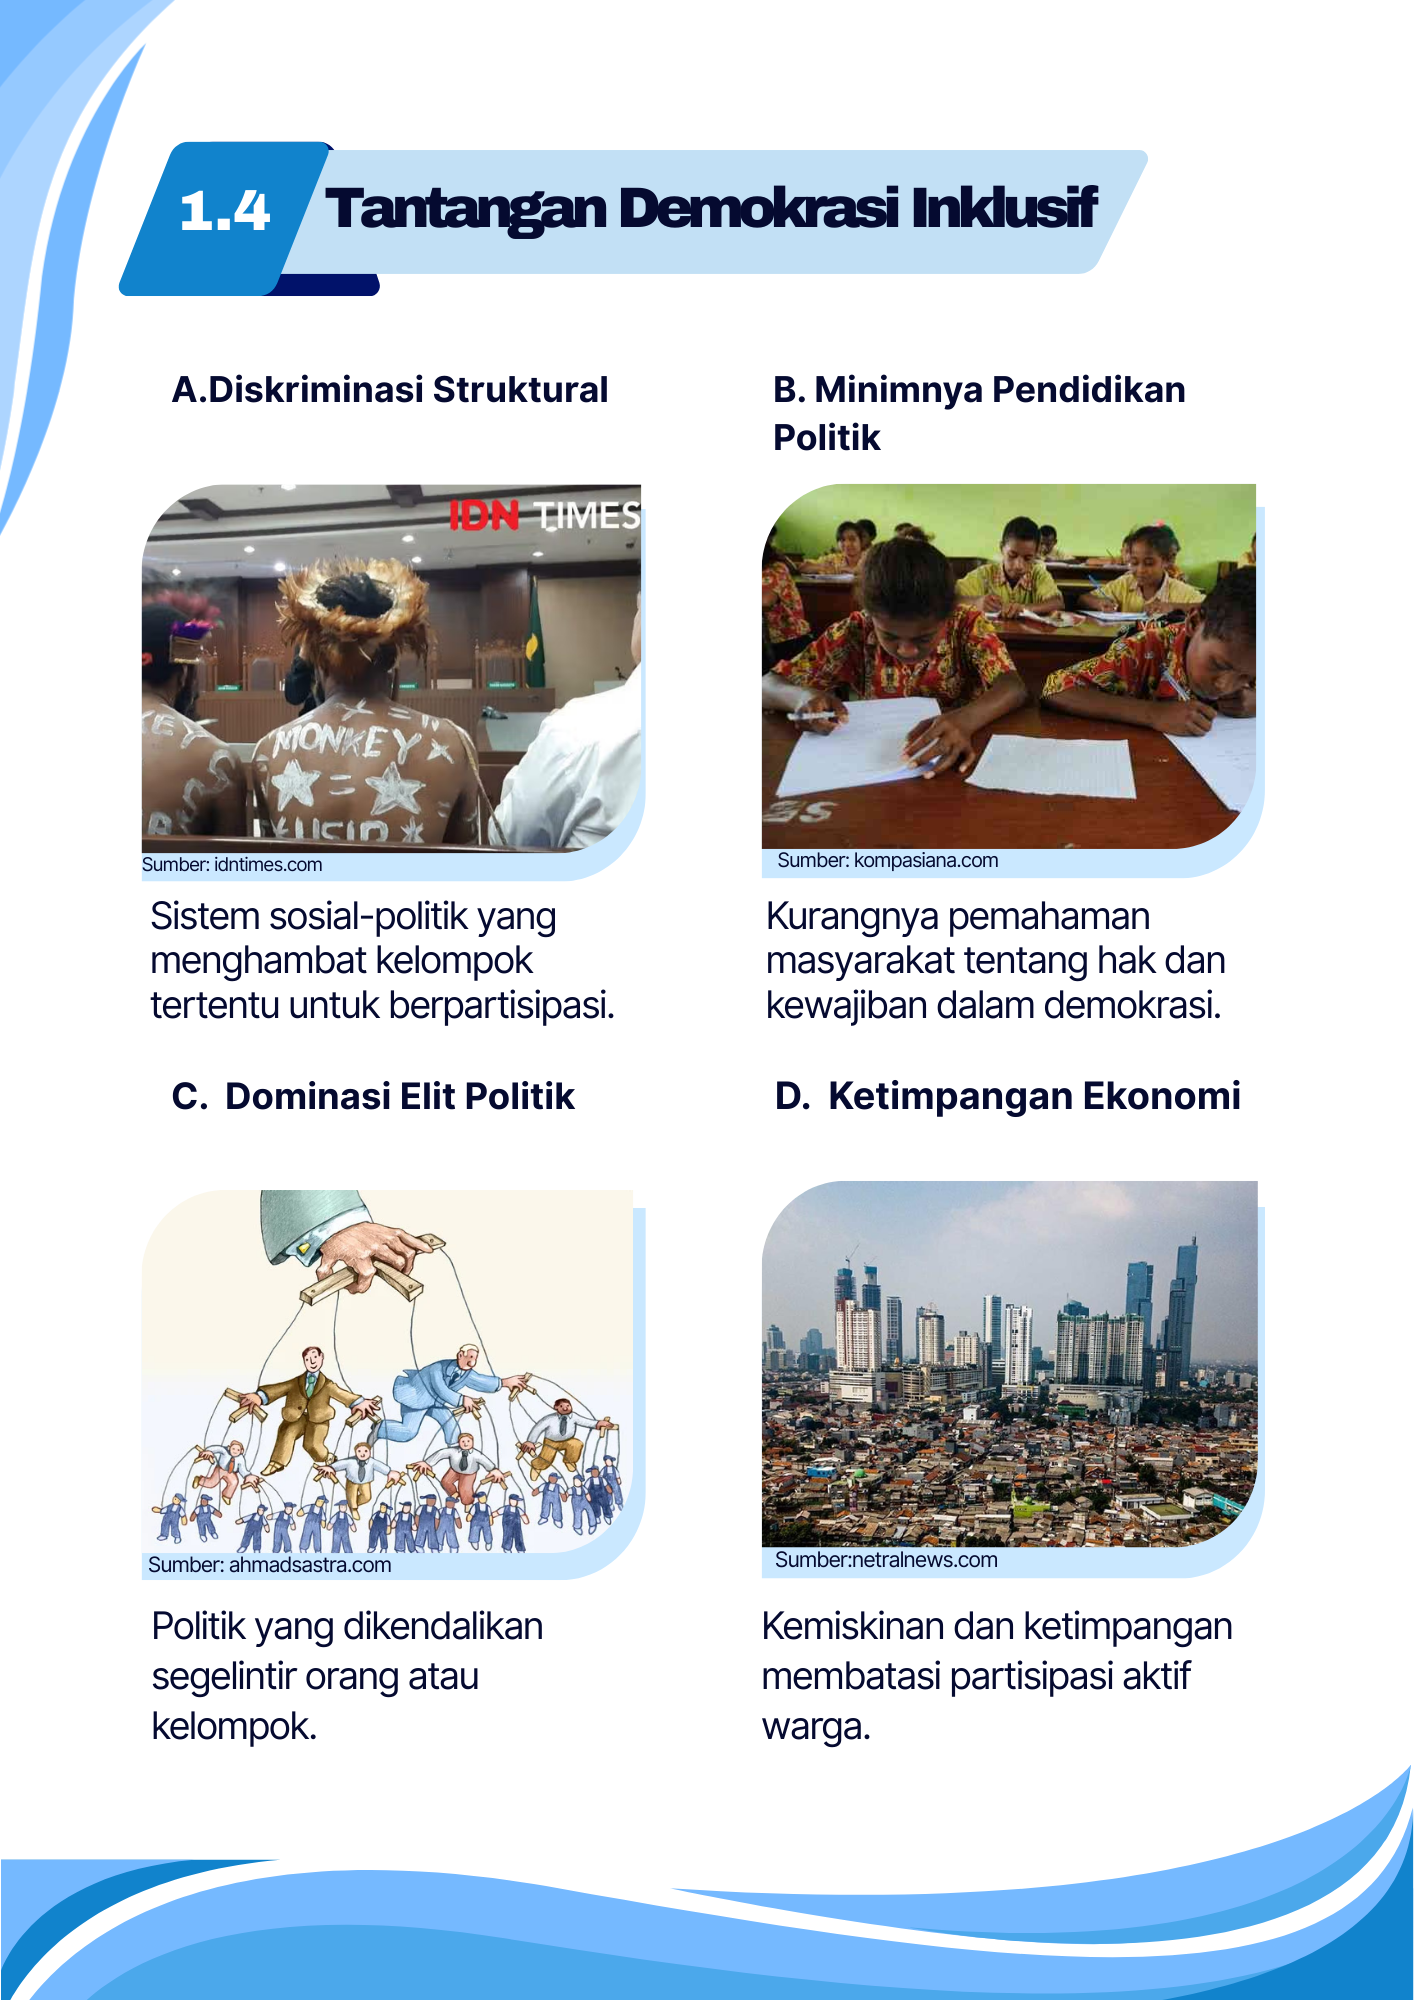 1.4 Tantangan Demokrasi Inklusif
A.Diskriminasi Struktural
IDN TIMES
MONKEY
Sumber: idntimes.com
Sistem sosial-politik yang
menghambat kelompok
tertentu untuk berpartisipasi.
B. Minimnya Pendidikan
Politik
Sumber: kompasiana.com
Kurangnya pemahaman
masyarakat tentang hak dan
kewajiban dalam demokrasi.
C. Dominasi Elit Politik
Sumber: ahmadsastra.com
Politik yang dikendalikan
segelintir orang atau
kelompok.
D. Ketimpangan Ekonomi
Sumber:netralnews.com
Kemiskinan dan ketimpangan
membatasi partisipasi aktif
warga.